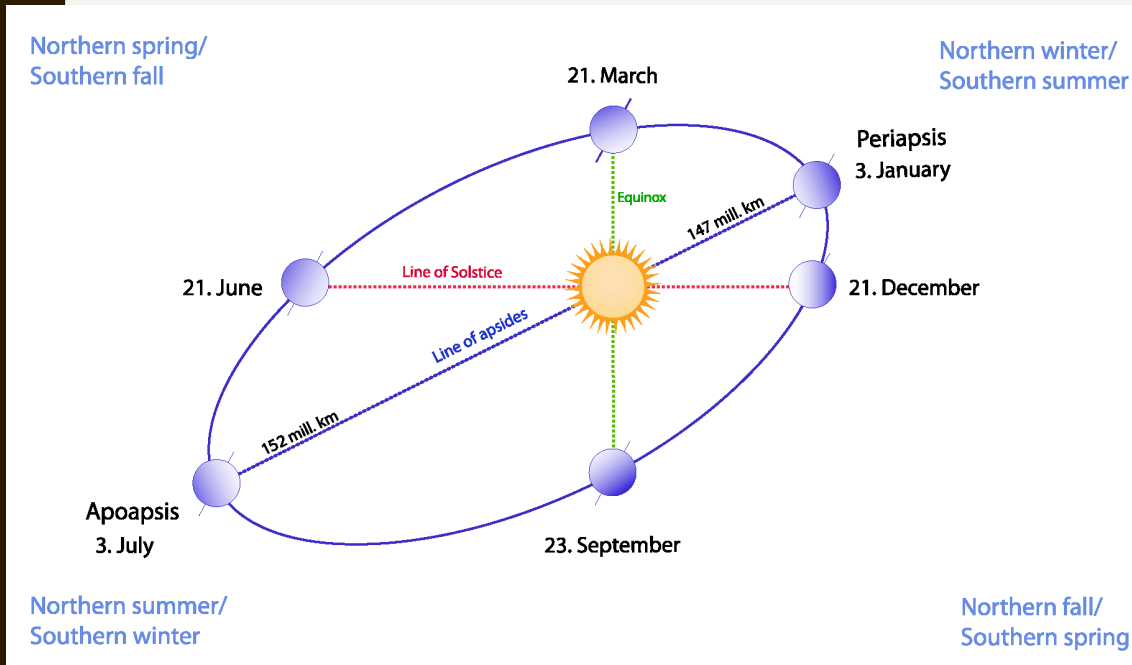 Northern spring/
Southern fall
21. March
Northern winter/
Southern summer
Periapsis
3. January
Equinox
147 mill. km
21. June
Line of Solstice
21. December
Line of apsides
152 mill. km
Apoapsis
3. July
23. September
Northern summer/
Southern winter
Northern fall/
Southern spring